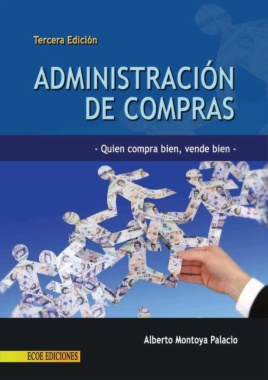 Tercera Edición
ADMINISTRACIÓN
DE COMPRAS
- Quien compra bien, vende bien -
Alberto Montoya Palacio
ECOE EDICIONES